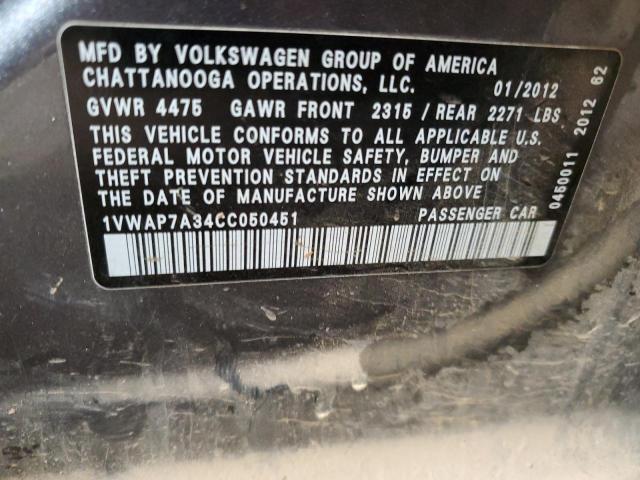 MFD BY VOLKSWAGEN GROUP OF AMERICA
CHATTANOOGA OPERATIONS, LLC. 01/2012
GVWR 4475 GAWR FRONT 2315 / REAR 2271 LBS
THIS VEHICLE CONFORMS TO ALL APPLICABLE U.S.
FEDERAL MOTOR VEHICLE SAFETY, BUMPER AND
THEFT PREVENTION STANDARDS IN EFFECT ON
THE DATE OF MANUFACTURE SHOWN ABOVE
1VWAP7A34CC050451 PASSENGER CAR
0450011 2012 62